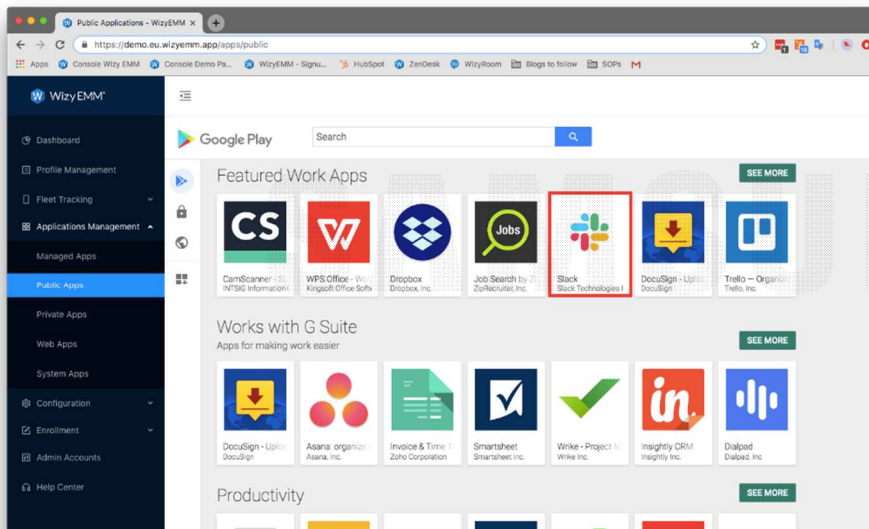 Public Applications - WizyEMM
https://demo.eu.wizyemm.app/apps/public
Apps Console Wizy EMM Console Demo Pa... WizyEMM - Signu... HubSpot ZenDesk WizyRoom Blogs to follow SOPs
WizyEMM
Dashboard
Profile Management
Fleet Tracking
Applications Management
Managed Apps
Public Apps
Private Apps
Web Apps
System Apps
Configuration
Enrollment
Admin Accounts
Help Center
Google Play
Search
Featured Work Apps
SEE MORE
CS
Jobs
CamScanner -
INTSIG Information
WPS Office -
Kingsoft Office Softw
Dropbox
Dropbox, Inc.
Job Search by Zi
ZipRecruiter, Inc.
Slack
Slack Technologies I
DocuSign - Uplo
DocuSign
Trello — Organiz
Trello, Inc.
Works with G Suite
Apps for making work easier
SEE MORE
in
DocuSign - Uploa
DocuSign
Asana: organize
Asana, Inc.
Invoice & Time T
Zoho Corporation
Smartsheet
Smartsheet Inc.
Wrike - Project M
Wrike Inc.
Insightly CRM
Insightly Inc.
Dialpad
Dialpad, Inc
Productivity
SEE MORE